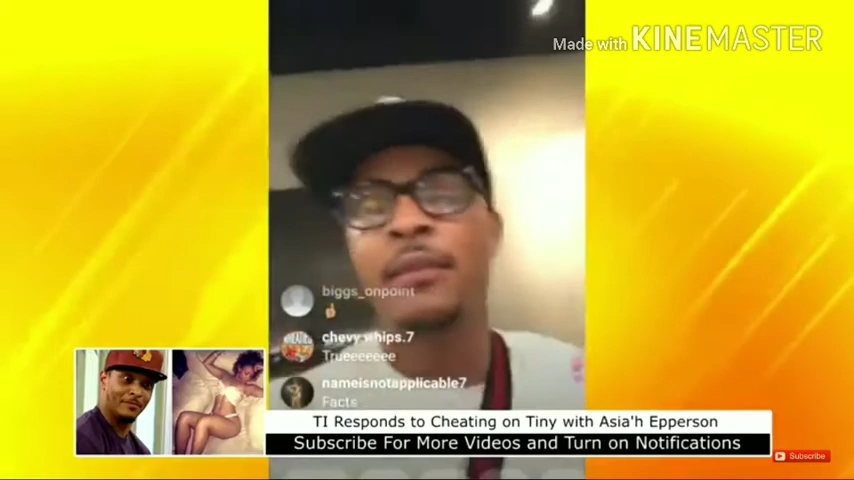 Made with KINEMASTER
biggs_onpoint
chevy.whips.7
Trueeeeeee
nameisnotapplicable7
Facts
TI Responds to Cheating on Tiny with Asia'h Epperson
Subscribe For More Videos and Turn on Notifications
Subscribe